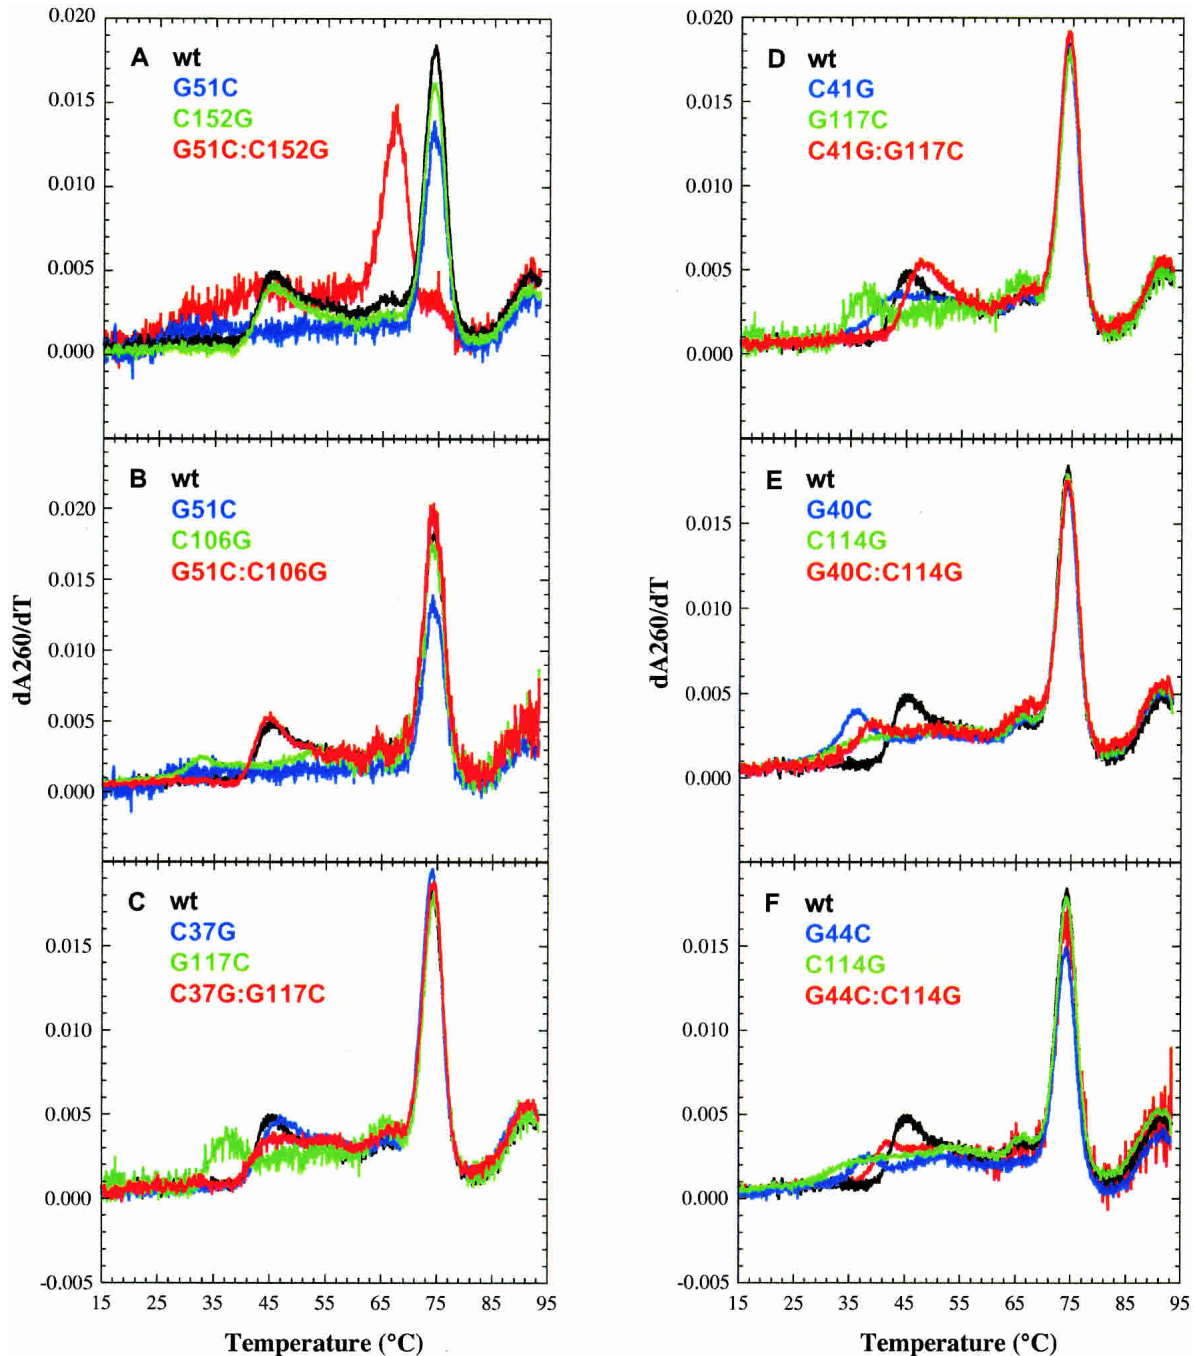 0.020
0.015
0.010
0.005
0.000
A wt
G51C
C152G
G51C:C152G
0.020
0.015
0.010
0.005
0.000
B wt
G51C
C106G
G51C:C106G
0.015
0.010
0.005
0.000
-0.005
C wt
C37G
G117C
C37G:G117C
15 25 35 45 55 65 75 85 95
Temperature (°C)
dA260/dT
0.020
0.015
0.010
0.005
0.000
D wt
C41G
G117C
C41G:G117C
0.015
0.010
0.005
0.000
E wt
G40C
C114G
G40C:C114G
0.015
0.010
0.005
0.000
-0.005
F wt
G44C
C114G
G44C:C114G
15 25 35 45 55 65 75 85 95
Temperature (°C)
dA260/dT